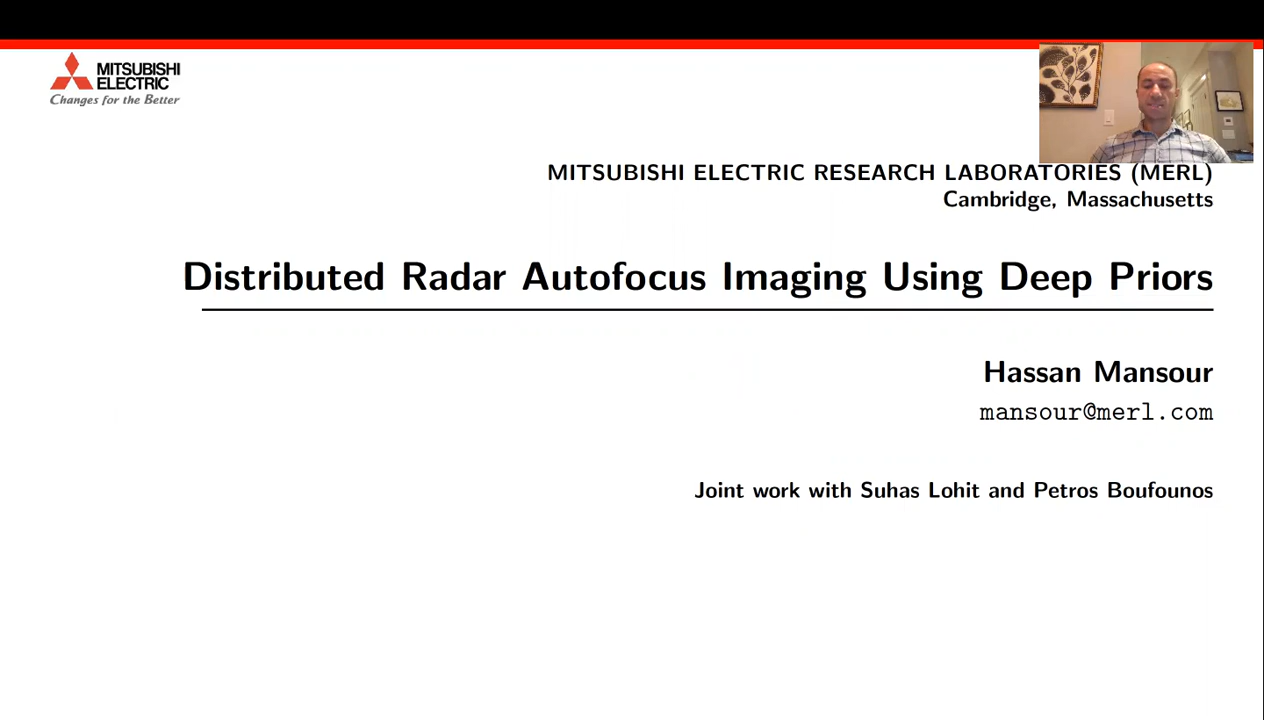 MITSUBISHI
ELECTRIC
Changes for the Better
MITSUBISHI ELECTRIC RESEARCH LABORATORIES (MERL)
Cambridge, Massachusetts
Distributed Radar Autofocus Imaging Using Deep Priors
Hassan Mansour
mansour@merl.com
Joint work with Suhas Lohit and Petros Boufounos